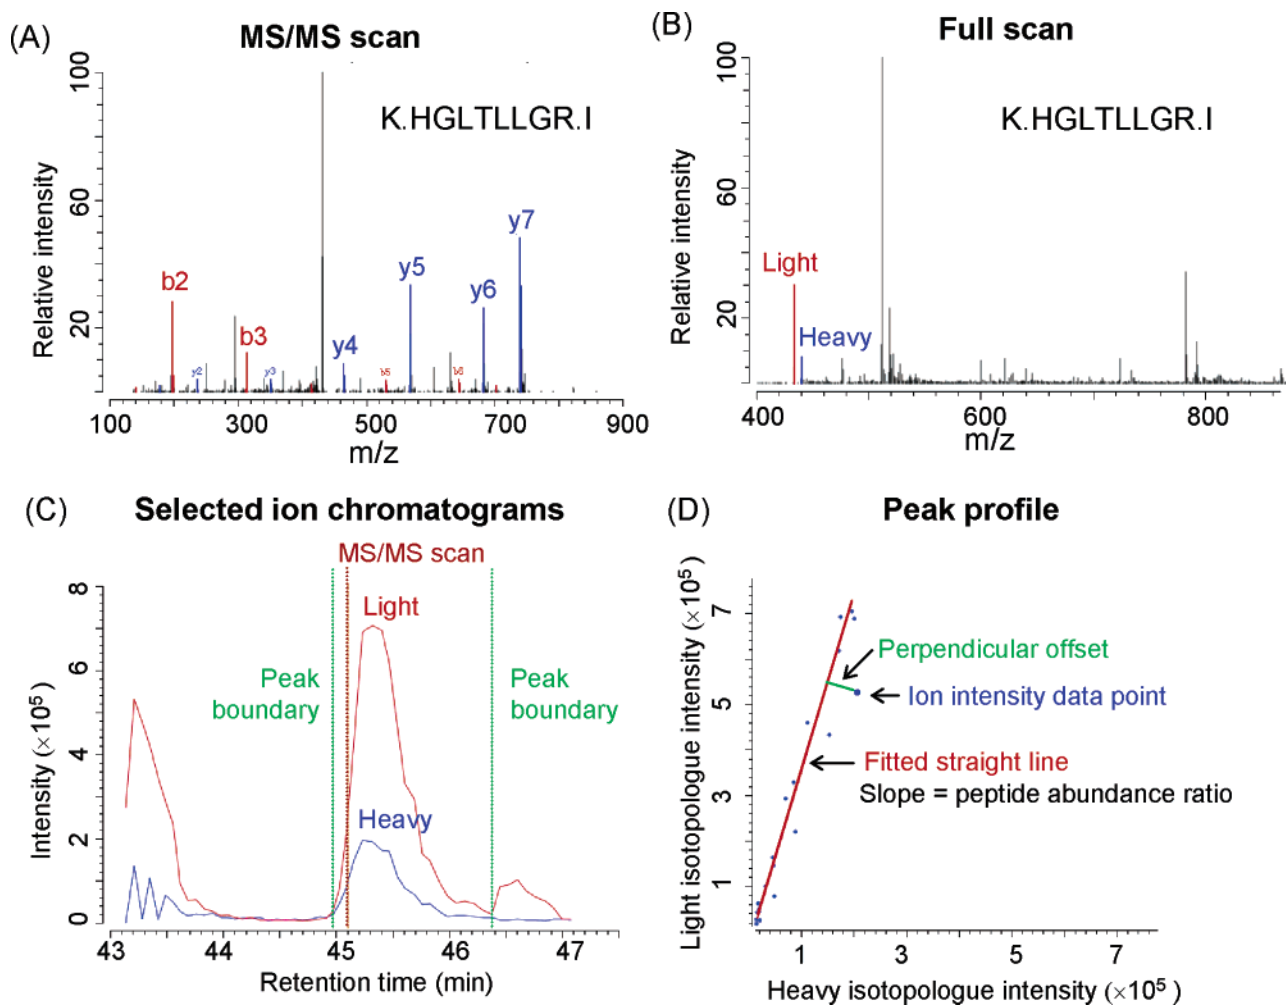 (A)
MS/MS scan
K.HGLTLLGR.I
Relative intensity
100
60
20
b2
b3
y2
y3
y4
y5
b5
b6
y6
y7
100
300
500
700
900
m/z
(B)
Full scan
K.HGLTLLGR.I
Relative intensity
100
60
20
Light
Heavy
400
600
800
m/z
(C)
Selected ion chromatograms
MS/MS scan
Light
Peak
boundary
Peak
boundary
Heavy
Intensity (×10⁵)
8
6
4
2
0
43
44
45
46
47
Retention time (min)
(D)
Peak profile
Light isotopologue intensity (×10⁵)
7
5
3
1
Perpendicular offset
Ion intensity data point
Fitted straight line
Slope = peptide abundance ratio
1
3
5
7
Heavy isotopologue intensity (×10⁵)